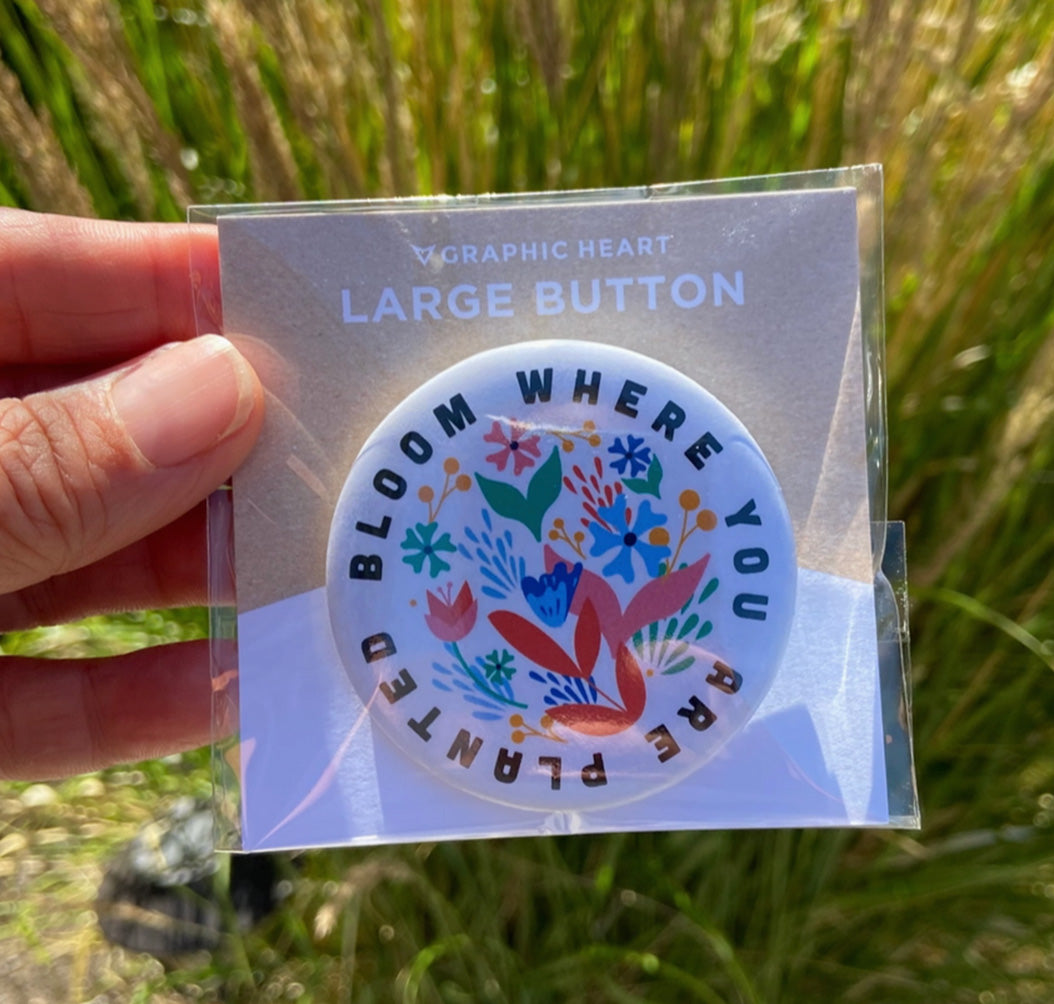 GRAPHIC HEART
LARGE BUTTON
BLOOM WHERE YOU ARE PLANTED